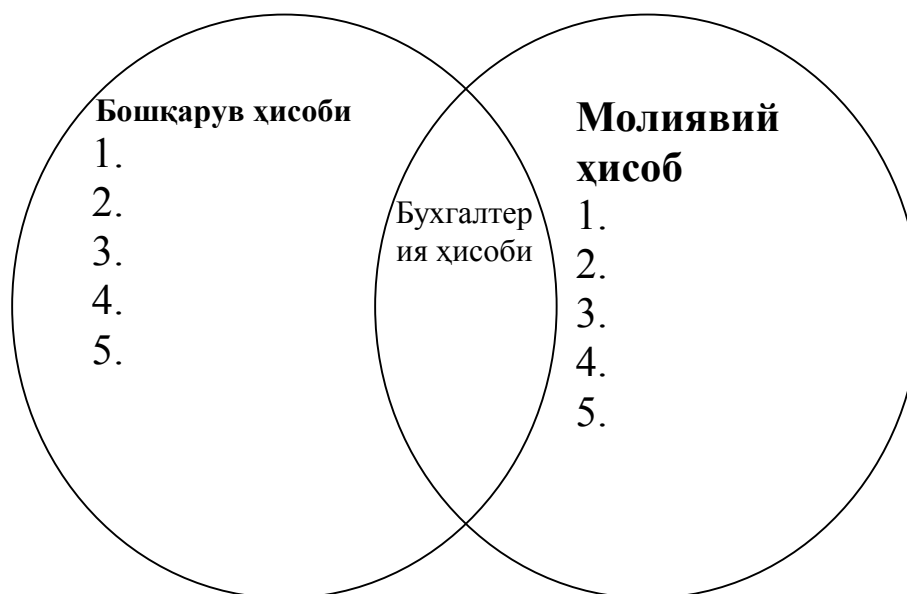 Бошқарув ҳисоби
1.
2.
3.
4.
5.
Бухгалтер
ия ҳисоби
Молиявий
ҳисоб
1.
2.
3.
4.
5.